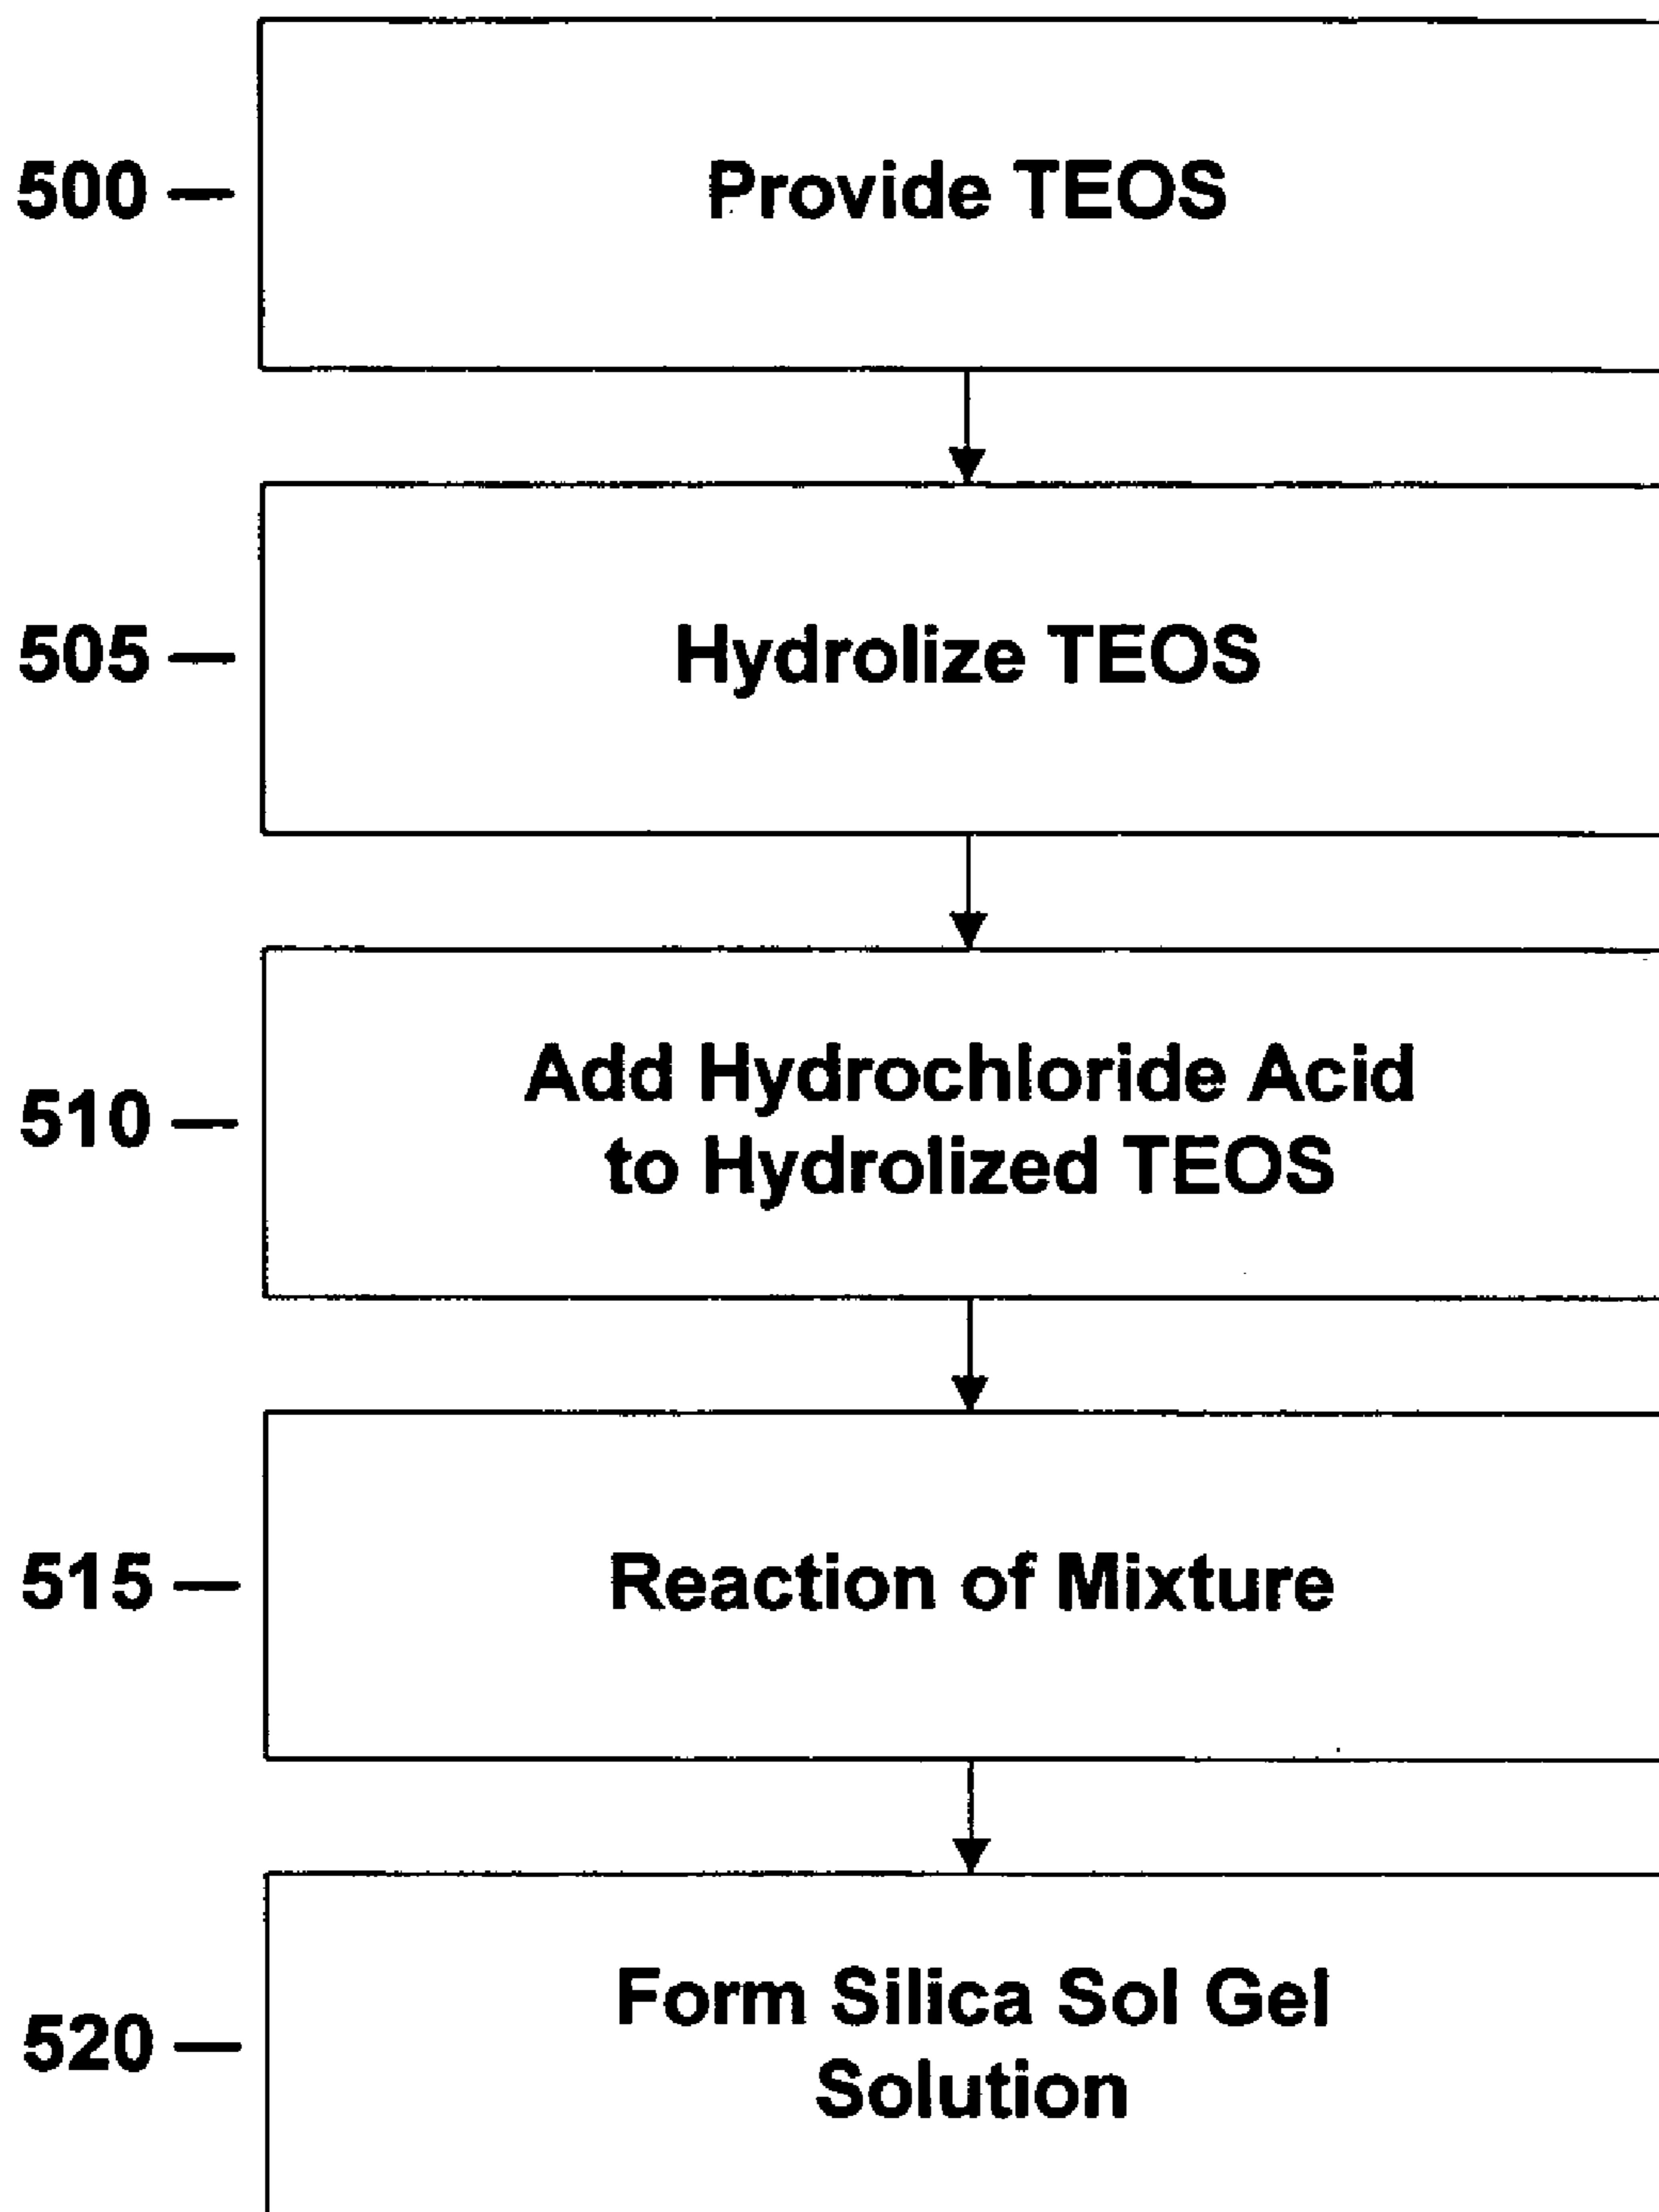 500 — Provide TEOS
505 — Hydrolize TEOS
510 — Add Hydrochloride Acid
to Hydrolized TEOS
515 — Reaction of Mixture
520 — Form Silica Sol Gel
Solution